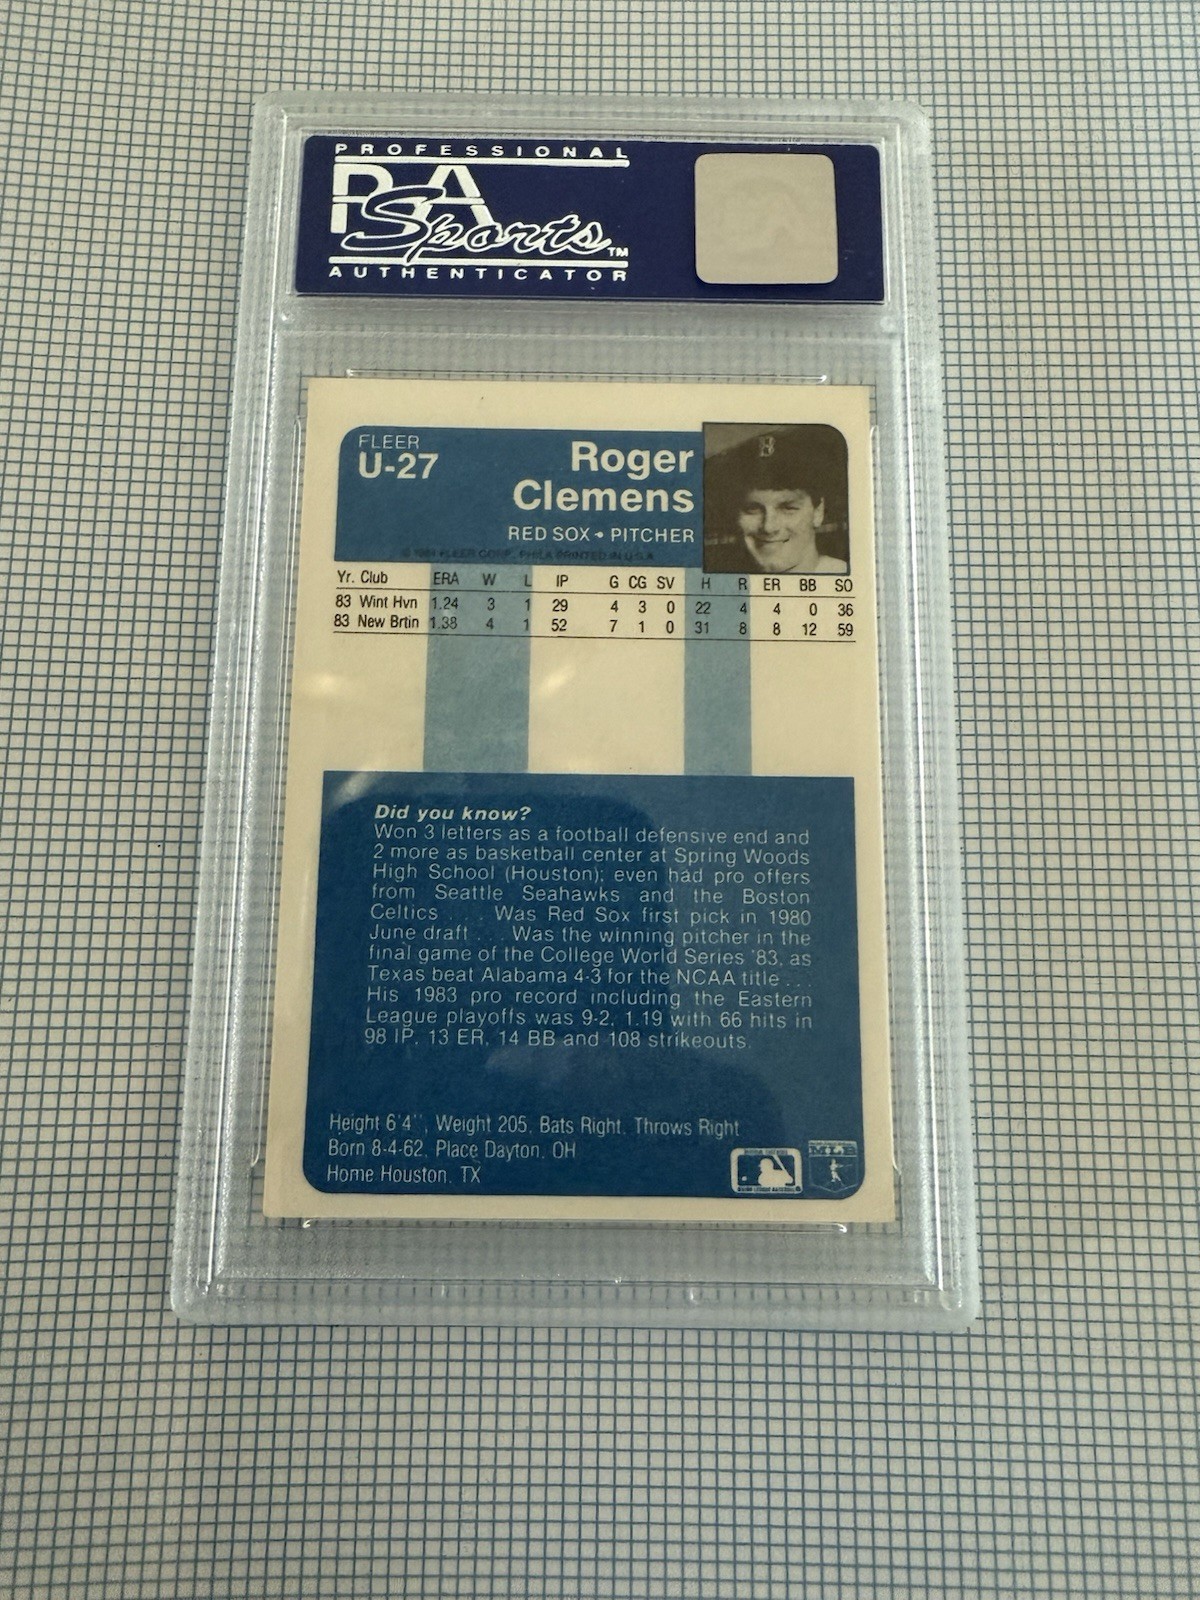 PROFESSIONAL
PSA
Sports™
AUTHENTICATOR
FLEER
U-27
Roger
Clemens
RED SOX • PITCHER
© 1984 FLEER CORP., PHILA PRINTED IN U.S.A.
Yr. Club ERA W L IP G CG SV H R ER BB SO
83 Wint Hvn 1.24 3 1 29 4 3 0 22 4 4 0 36
83 New Brtin 1.38 4 1 52 7 1 0 31 8 8 12 59
Did you know?
Won 3 letters as a football defensive end and
2 more as basketball center at Spring Woods
High School (Houston); even had pro offers
from Seattle Seahawks and the Boston
Celtics . . . Was Red Sox first pick in 1980
June draft . . . Was the winning pitcher in the
final game of the College World Series '83, as
Texas beat Alabama 4-3 for the NCAA title . . .
His 1983 pro record including the Eastern
League playoffs was 9-2, 1.19 with 66 hits in
98 IP, 13 ER, 14 BB and 108 strikeouts.
Height 6'4'', Weight 205, Bats Right, Throws Right
Born 8-4-62, Place Dayton, OH
Home Houston, TX
MLB